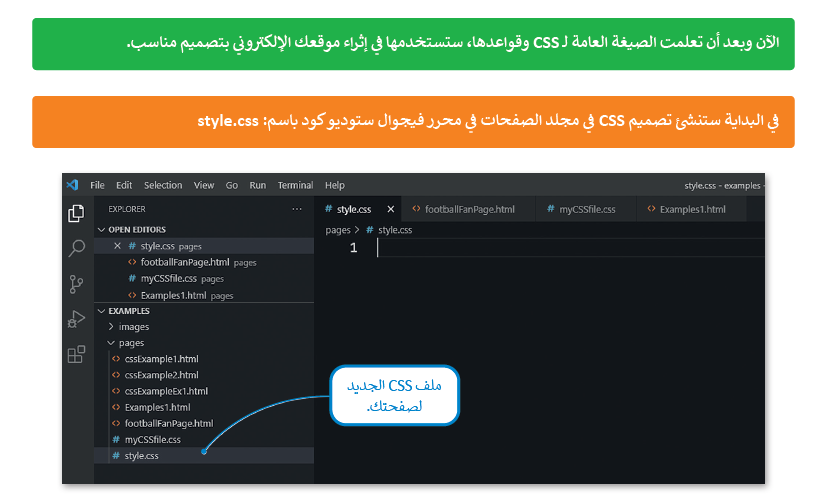 الآن وبعد أن تعلمت الصيغة العامة لـ CSS وقواعدها، ستستخدمها في إثراء موقعك الإلكتروني بتصميم مناسب.
في البداية ستنشئ تصميم CSS في مجلد الصفحات في محرر فيجوال ستوديو كود باسم: style.css
File Edit Selection View Go Run Terminal Help
style.css - examples -
EXPLORER ...
OPEN EDITORS
× # style.css pages
<> footballFanPage.html pages
# myCSSfile.css pages
<> Examples1.html pages
EXAMPLES
> images
pages
<> cssExample1.html
<> cssExample2.html
<> cssExampleEx1.html
<> Examples1.html
<> footballFanPage.html
# myCSSfile.css
# style.css
# style.css × <> footballFanPage.html # myCSSfile.css <> Examples1.html
pages > # style.css
1
ملف CSS الجديد
لصفحتك.